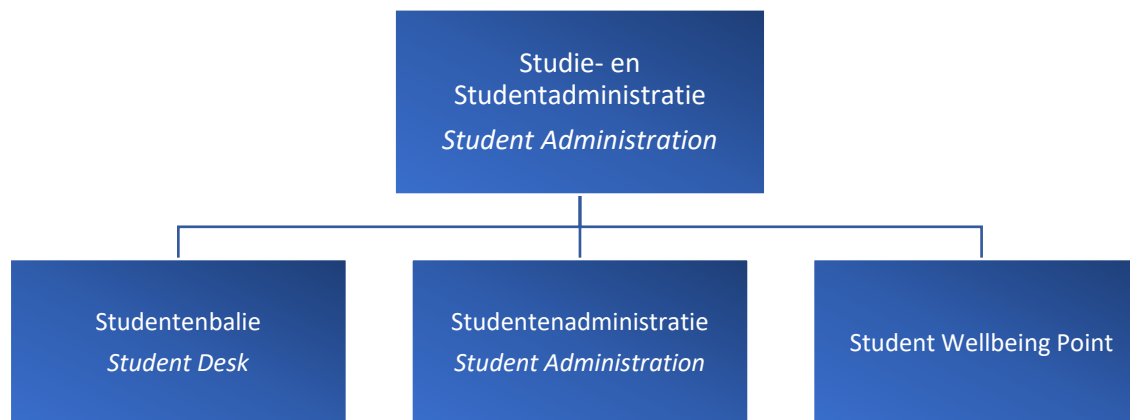 Studie- en
Studentadministratie
Student Administration
Studentenbalie
Student Desk
Studentenadministratie
Student Administration
Student Wellbeing Point